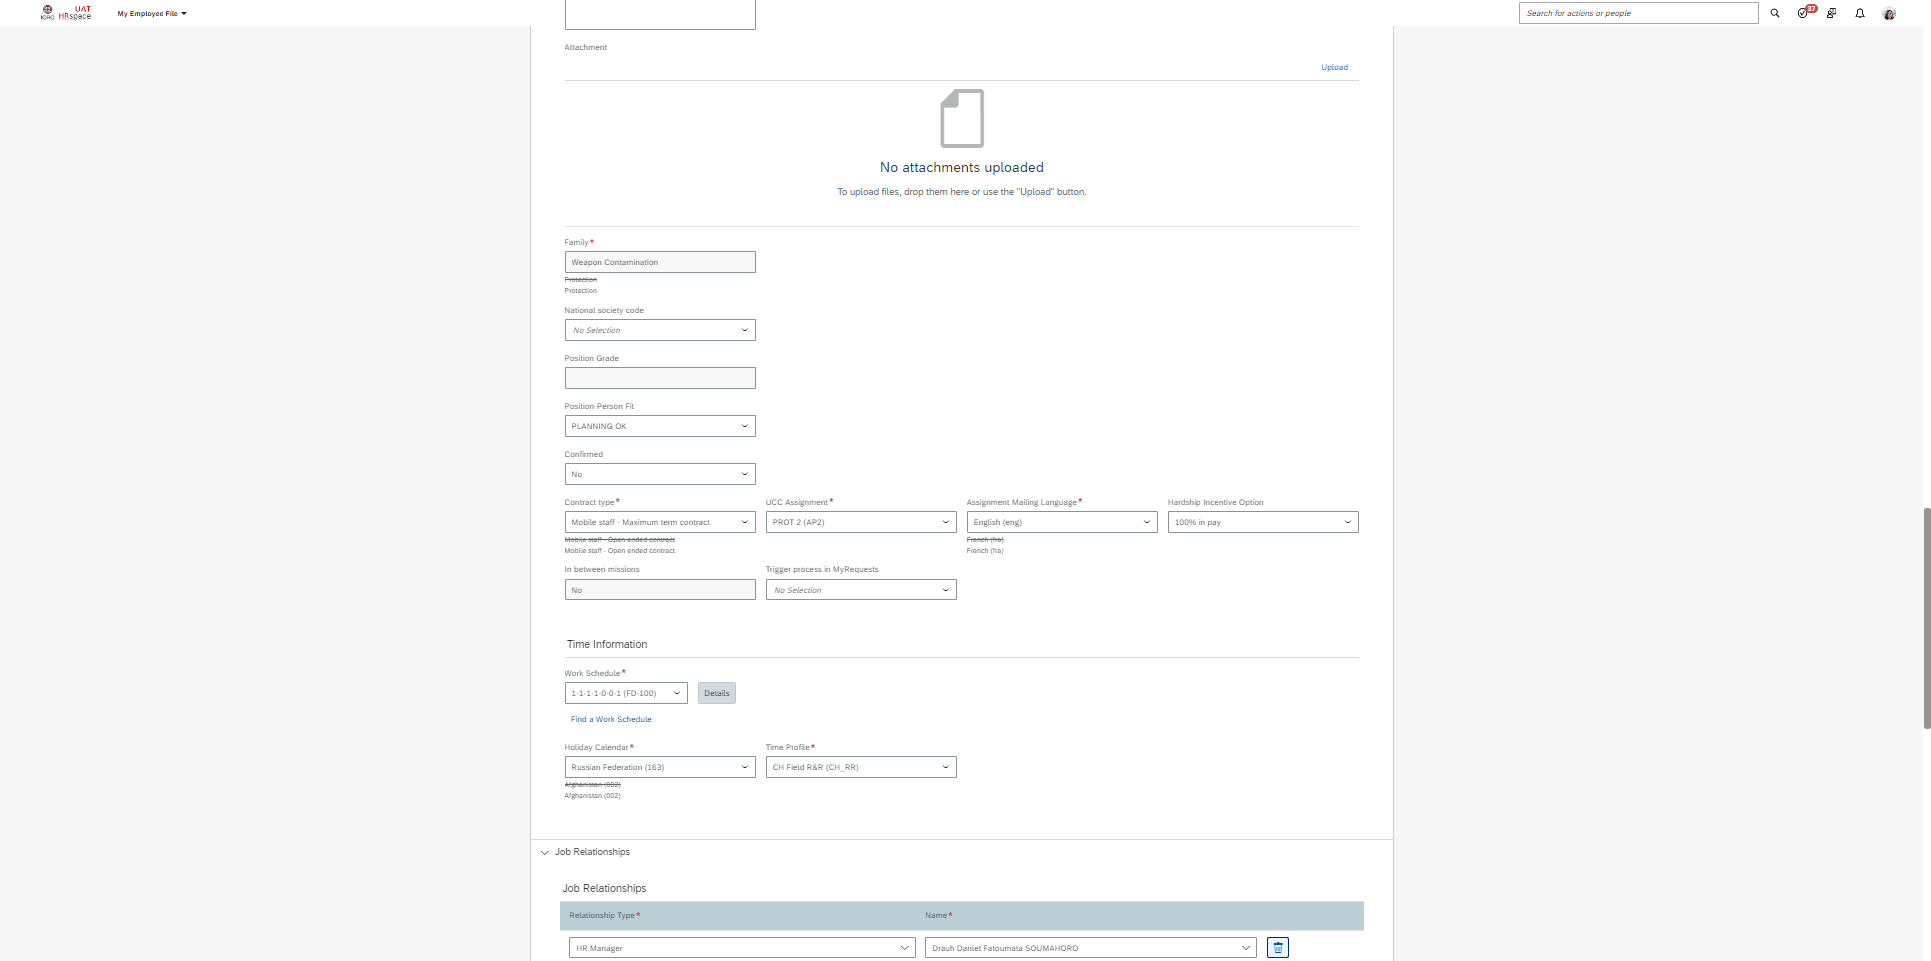 ICRC UAT HRspace My Employee File Search for actions or people 37
Attachment
Upload
No attachments uploaded
To upload files, drop them here or use the "Upload" button.
Family*
Weapon Contamination
Protection
Protection
National society code
No Selection
Position Grade
Position-Person Fit
PLANNING OK
Confirmed
No
Contract type* UCC Assignment* Assignment Mailing Language* Hardship Incentive Option
Mobile staff - Maximum term contract PROT 2 (AP2) English (eng) 100% in pay
Mobile staff - Open ended contract French (fra)
Mobile staff - Open ended contract French (fra)
In between missions Trigger process in MyRequests
No No Selection
Time Information
Work Schedule*
1-1-1-1-0-0-1 (FD-100) Details
Find a Work Schedule
Holiday Calendar* Time Profile*
Russian Federation (163) CH Field R&R (CH_RR)
Afghanistan (002)
Afghanistan (002)
Job Relationships
Job Relationships
Relationship Type* Name*
HR Manager Drauh Danlet Fatoumata SOUMAHORO